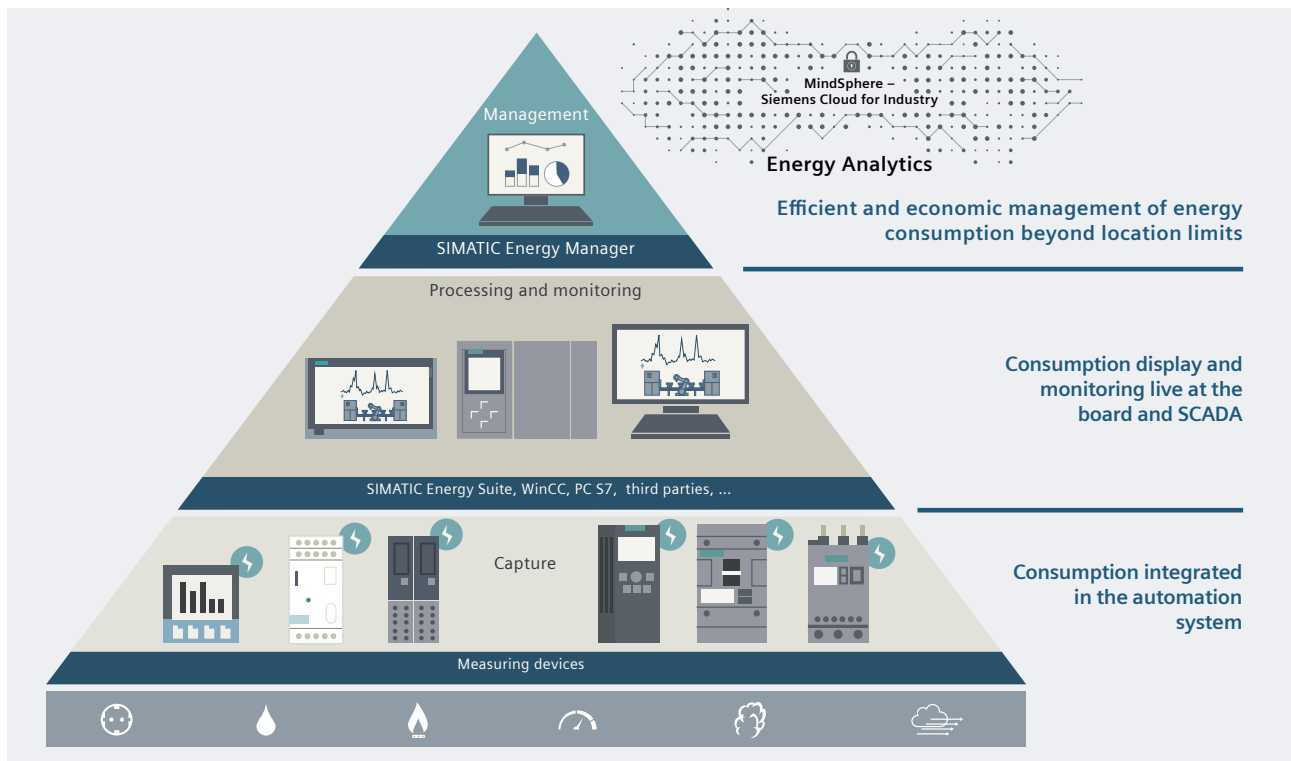 MindSphere –
Siemens Cloud for Industry
Energy Analytics
Management
SIMATIC Energy Manager
Efficient and economic management of energy
consumption beyond location limits
Processing and monitoring
SIMATIC Energy Suite, WinCC, PC S7, third parties, ...
Consumption display and
monitoring live at the
board and SCADA
Capture
Measuring devices
Consumption integrated
in the automation
system